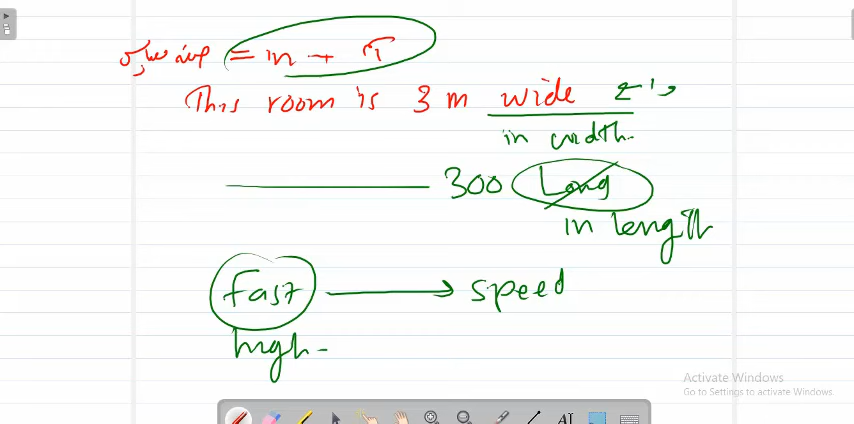 = m +
This room is 3 m wide
in width.
300 Long
in length
fast → speed
high -
Activate Windows
Go to Settings to activate Windows.
AI